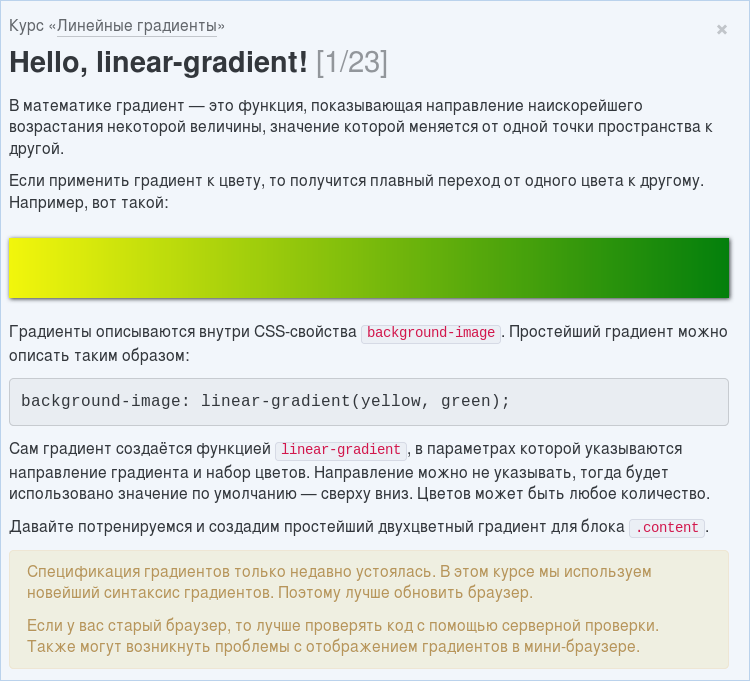 Курс «Линейные градиенты»
×
Hello, linear-gradient! [1/23]
В математике градиент — это функция, показывающая направление наискорейшего
возрастания некоторой величины, значение которой меняется от одной точки пространства к
другой.
Если применить градиент к цвету, то получится плавный переход от одного цвета к другому.
Например, вот такой:
Градиенты описываются внутри CSS-свойства background-image. Простейший градиент можно
описать таким образом:
background-image: linear-gradient(yellow, green);
Сам градиент создаётся функцией linear-gradient, в параметрах которой указываются
направление градиента и набор цветов. Направление можно не указывать, тогда будет
использовано значение по умолчанию — сверху вниз. Цветов может быть любое количество.
Давайте потренируемся и создадим простейший двухцветный градиент для блока .content.
Спецификация градиентов только недавно устоялась. В этом курсе мы используем
новейший синтаксис градиентов. Поэтому лучше обновить браузер.
Если у вас старый браузер, то лучше проверять код с помощью серверной проверки.
Также могут возникнуть проблемы с отображением градиентов в мини-браузере.